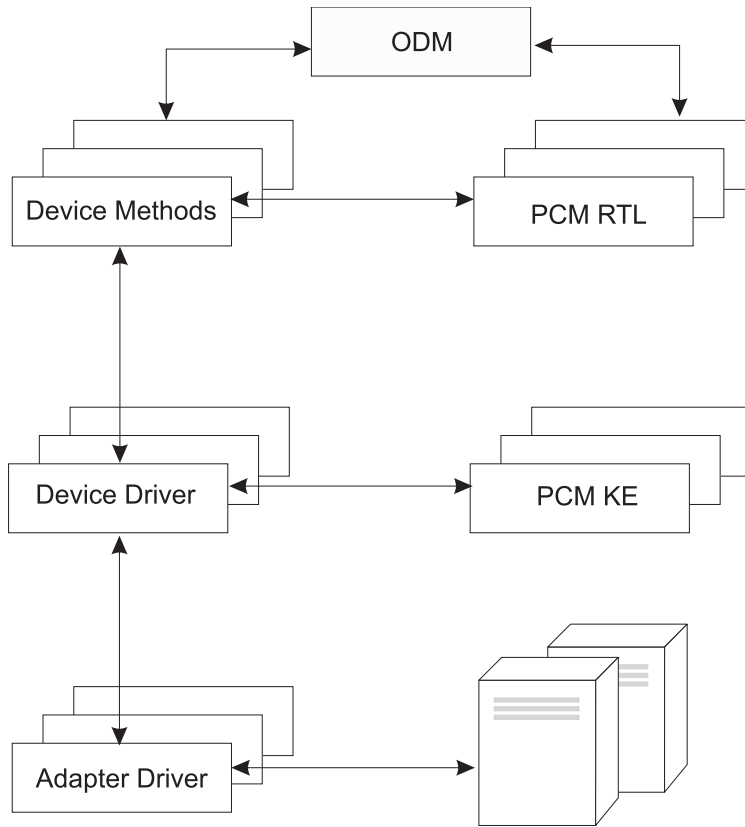 ODM
Device Methods
PCM RTL
Device Driver
PCM KE
Adapter Driver